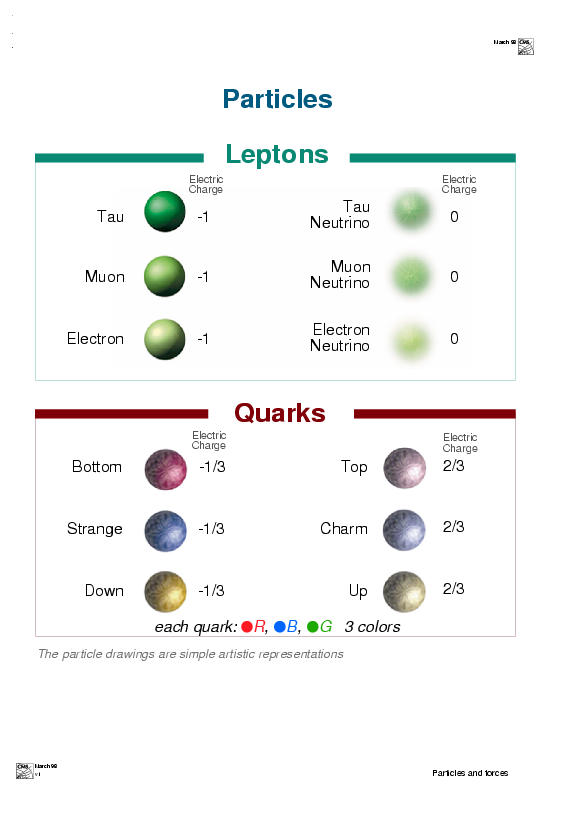 March 98
CMS
Particles
Leptons
Electric
Charge
Electric
Charge
Tau
-1
Tau
Neutrino
0
Muon
-1
Muon
Neutrino
0
Electron
-1
Electron
Neutrino
0
Quarks
Electric
Charge
Electric
Charge
Bottom
-1/3
Top
2/3
Strange
-1/3
Charm
2/3
Down
-1/3
Up
2/3
each quark: R, B, G 3 colors
The particle drawings are simple artistic representations
CMS
March 98
Particles and forces